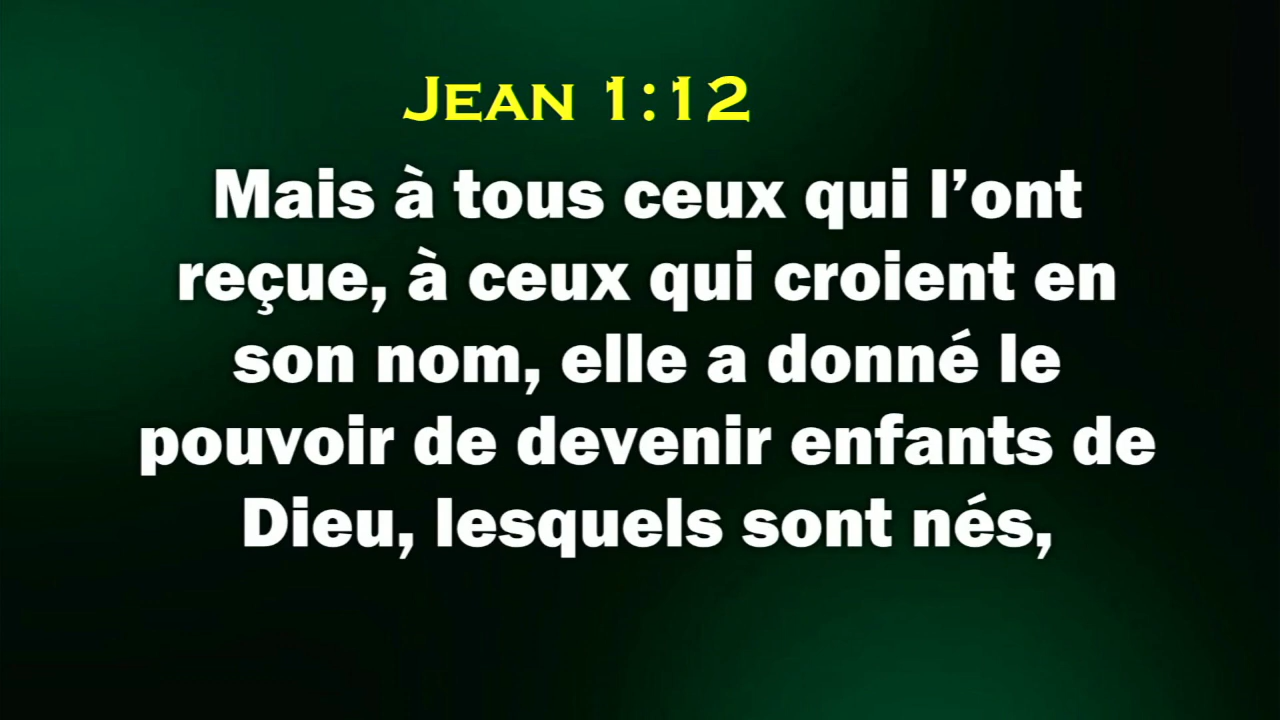 Jean 1:12
Mais à tous ceux qui l’ont
reçue, à ceux qui croient en
son nom, elle a donné le
pouvoir de devenir enfants de
Dieu, lesquels sont nés,